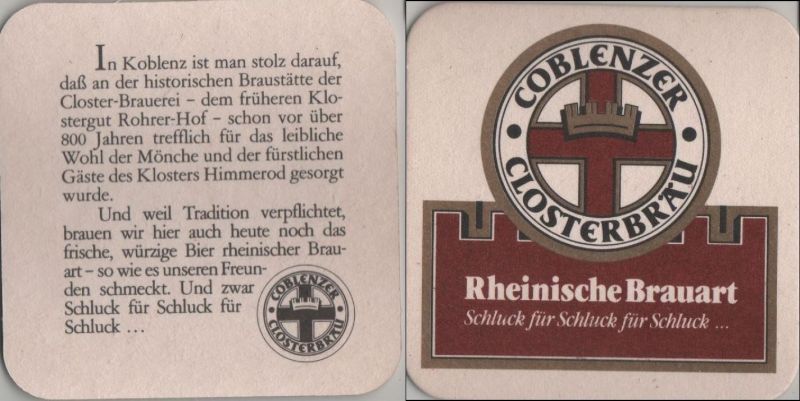 In Koblenz ist man stolz darauf,
daß an der historischen Braustätte der
Closter-Brauerei – dem früheren Klo-
stergut Rohrer-Hof – schon vor über
800 Jahren trefflich für das leibliche
Wohl der Mönche und der fürstlichen
Gäste des Klosters Himmerod gesorgt
wurde.
Und weil Tradition verpflichtet,
brauen wir hier auch heute noch das
frische, würzige Bier rheinischer Brau-
art – so wie es unseren Freun-
den schmeckt. Und zwar
Schluck für Schluck für
Schluck ...
COBLENZER
CLOSTERBRÄU
COBLENZER
CLOSTERBRÄU
Rheinische Brauart
Schluck für Schluck für Schluck ...